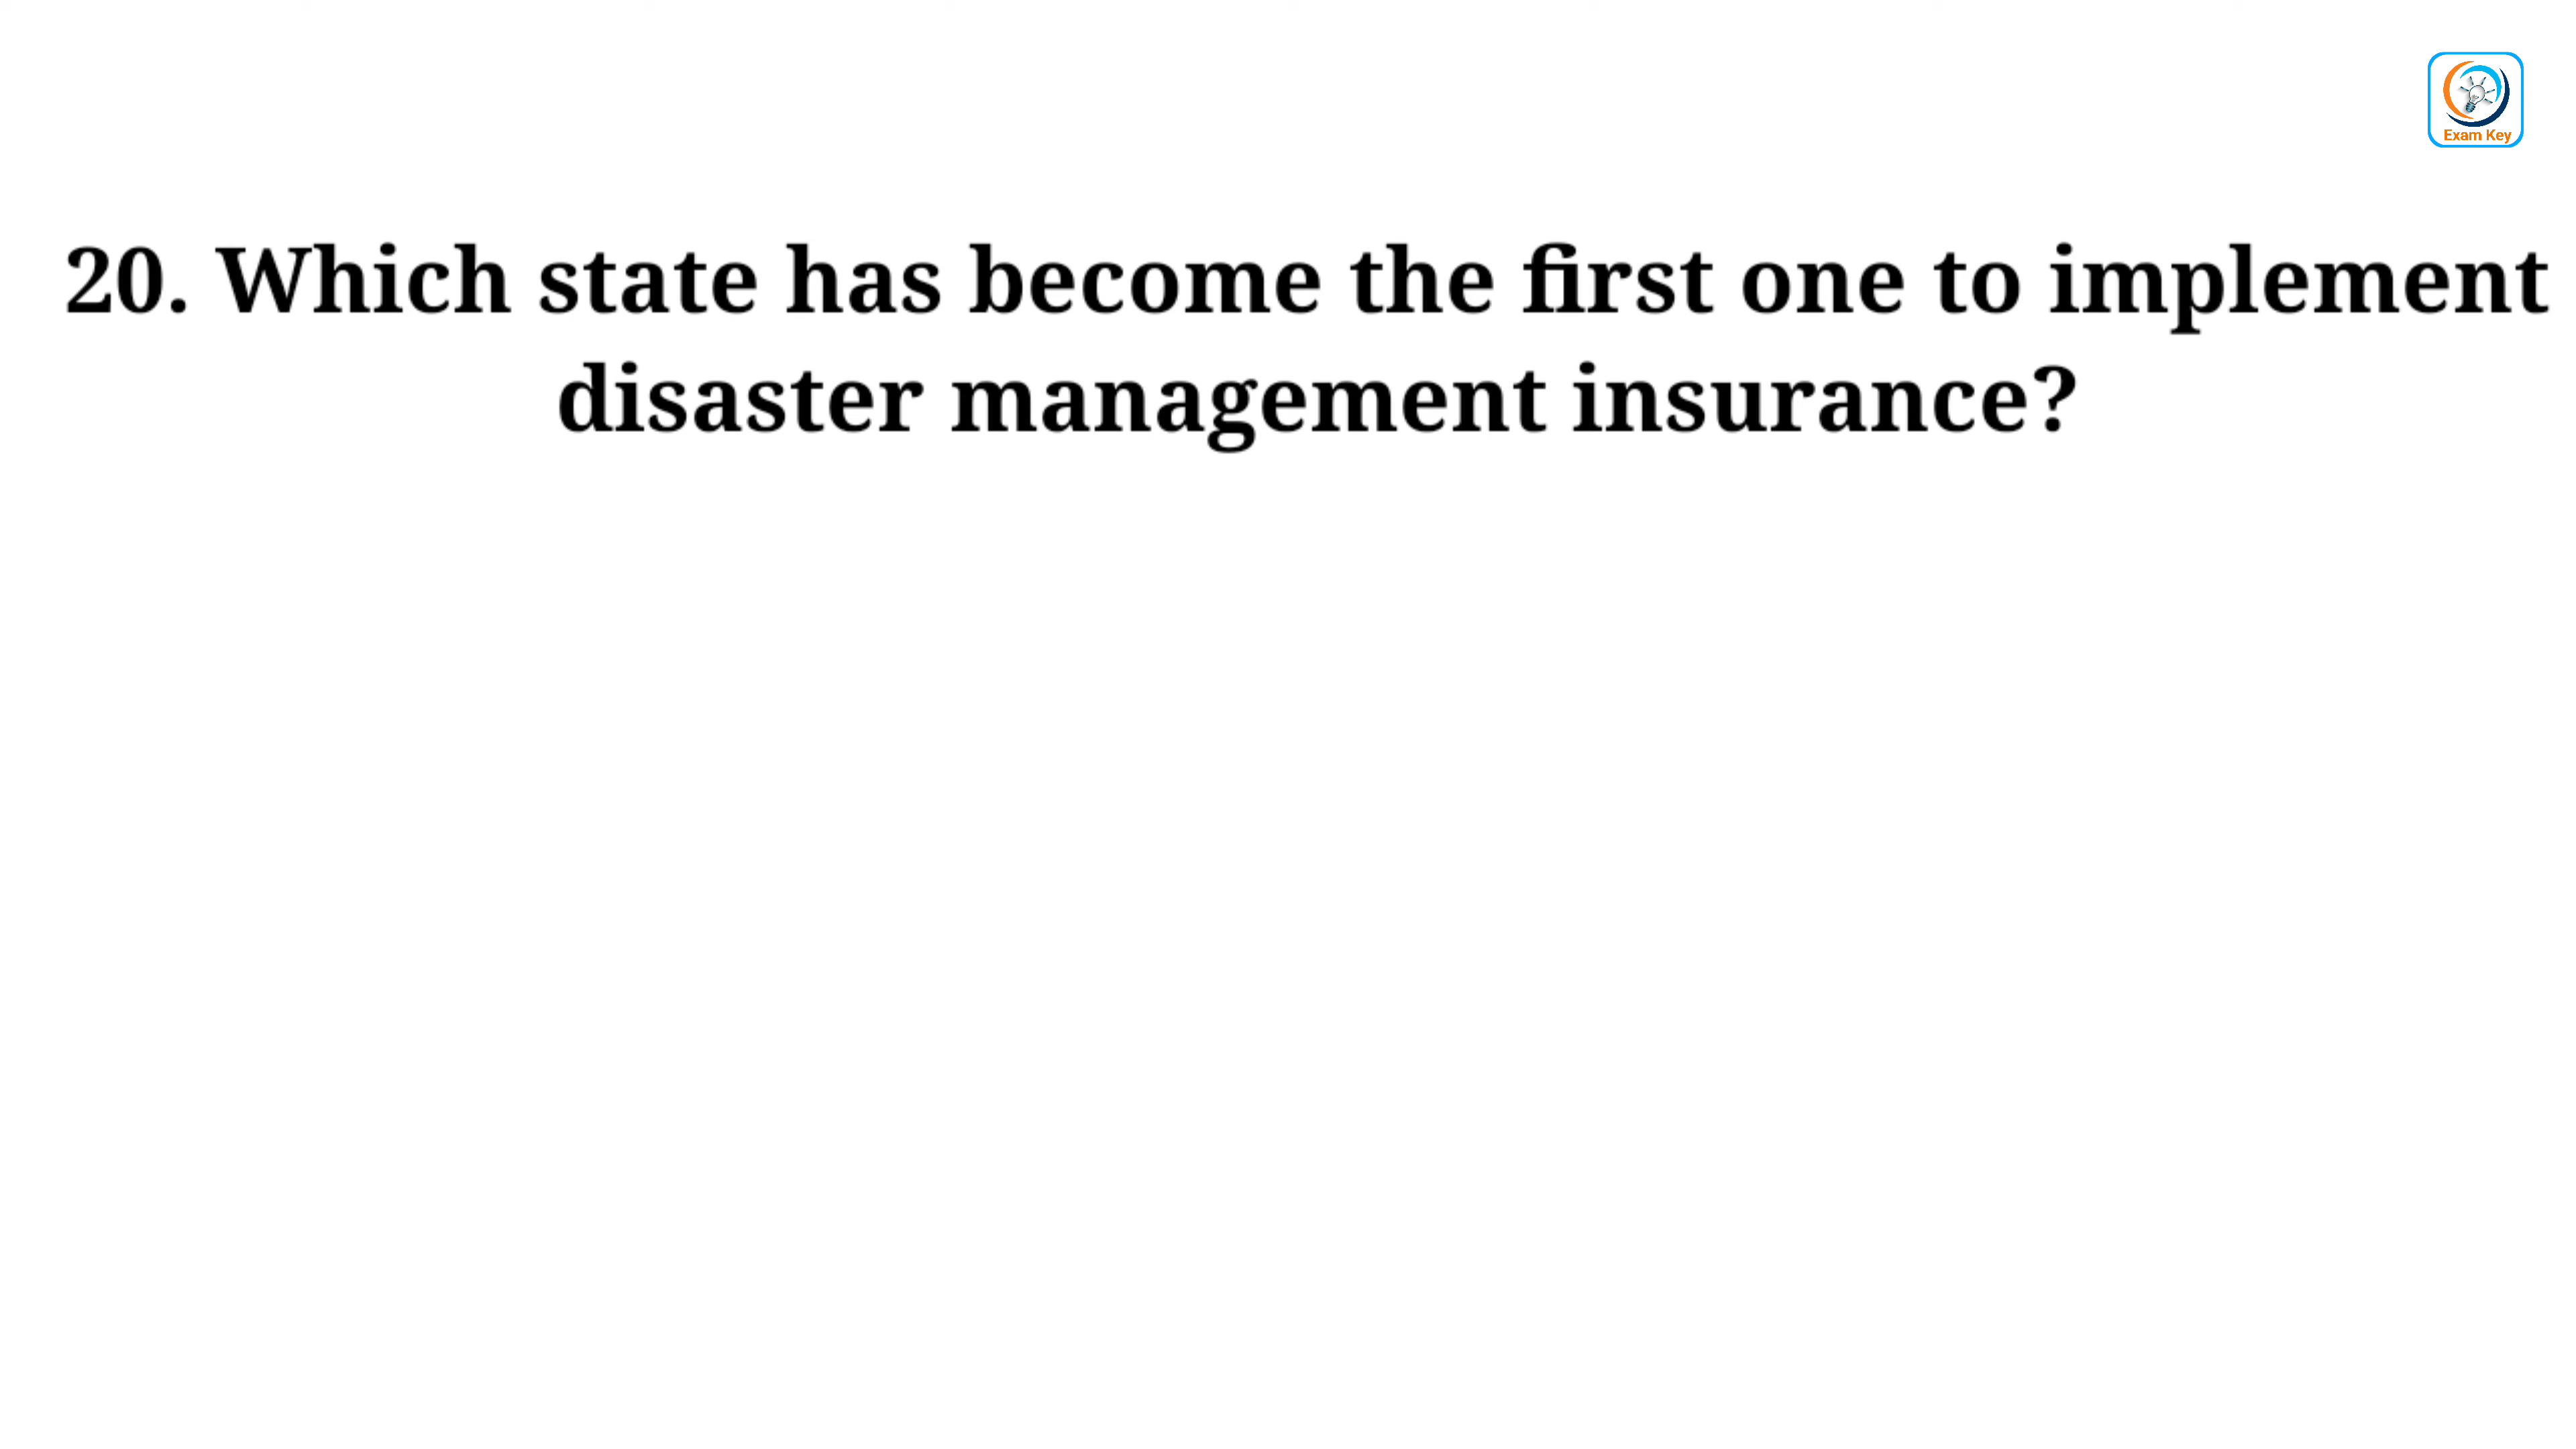 Exam Key
20. Which state has become the first one to implement
disaster management insurance?